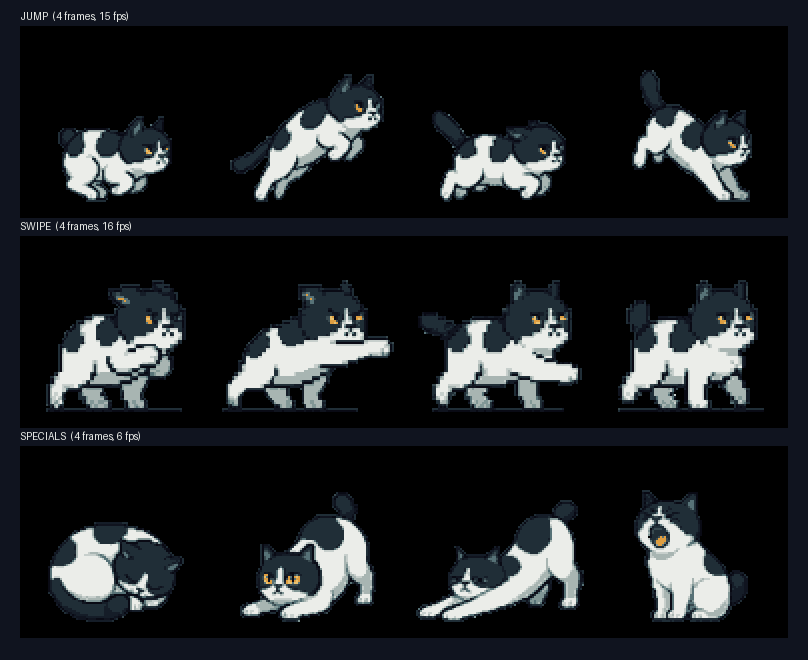 JUMP (4 frames, 15 fps)
SWIPE (4 frames, 16 fps)
SPECIALS (4 frames, 6 fps)